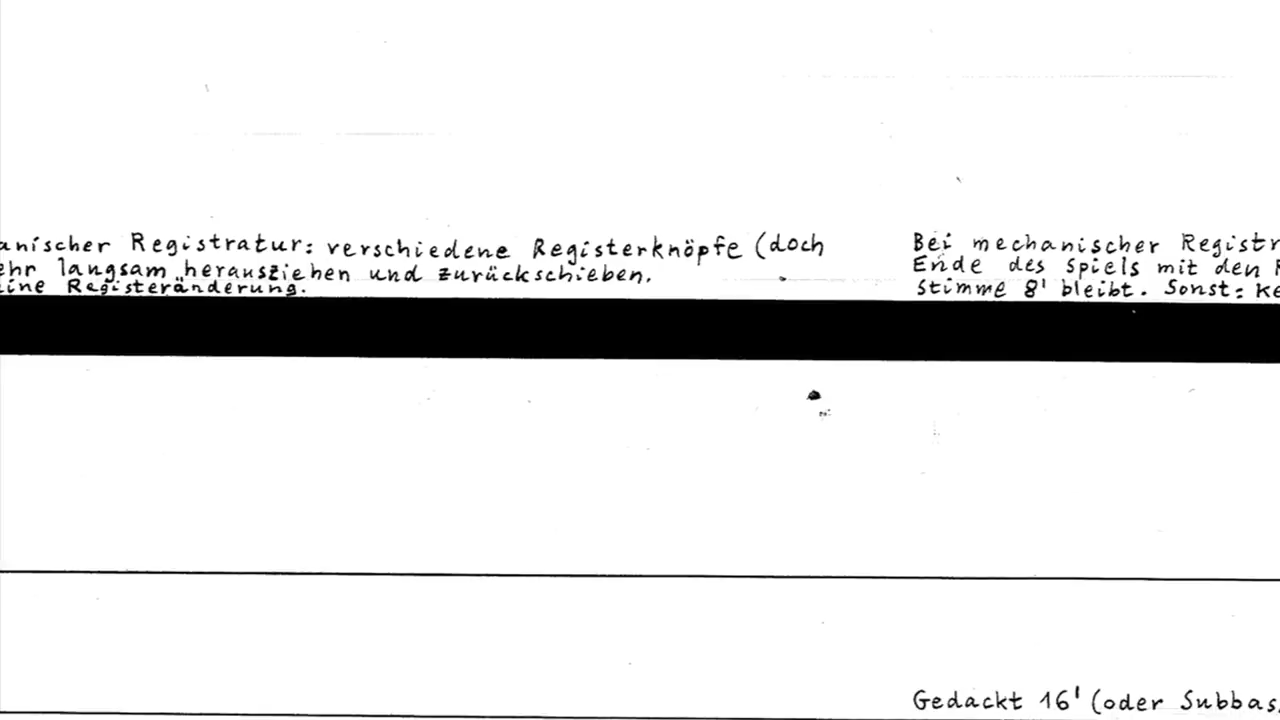 anischer Registratur: verschiedene Registerknöpfe (doch
ehr langsam herausziehen und zurückschieben.
eine Registeränderung.
Bei mechanischer Registr
Ende des Spiels mit den
Stimme 8' bleibt. Sonst: Ke
Gedackt 16' (oder Subbas